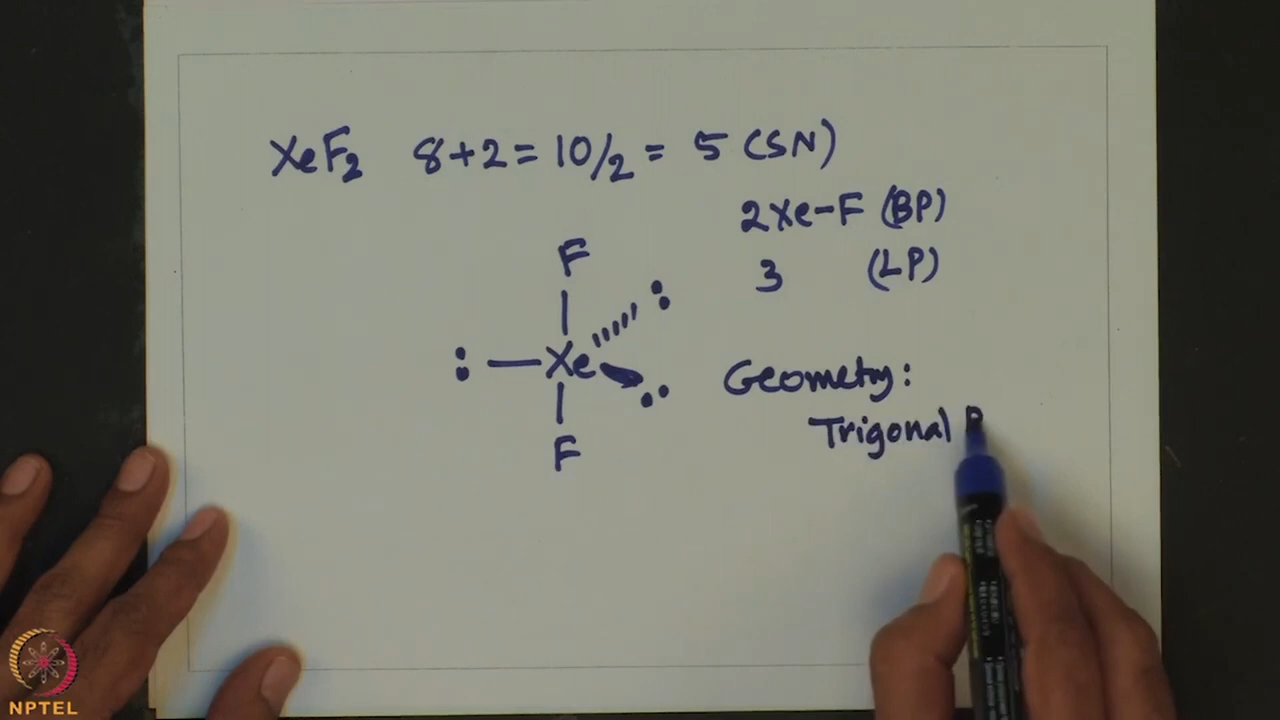 XeF2 8+2= 10/2 = 5 (SN)
2Xe-F (BP)
3 (LP)
F
:
: Xe
:
F
Geometry:
Trigonal
NPTEL